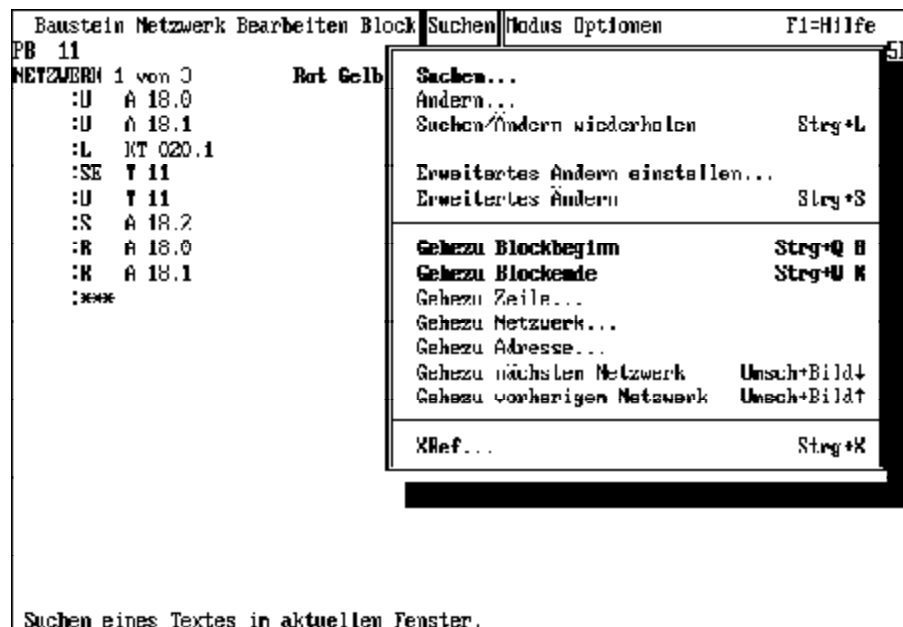 Baustein Netzwerk Bearbeiten Block Suchen Modus Optionen F1=Hilfe
PB 11
NETZWERK 1 von 3 Rot Gelb
:U A 18.0
:U A 18.1
:L KT 020.1
:SE T 11
:U T 11
:S A 18.2
:R A 18.0
:R A 18.1
:***
Suchen...
Ändern...
Suchen/Ändern wiederholen Strg+L
Erweitertes Ändern einstellen...
Erweitertes Ändern Strg+S
Gehezu Blockbeginn Strg+Q B
Gehezu Blockende Strg+Q K
Gehezu Zeile...
Gehezu Netzwerk...
Gehezu Adresse...
Gehezu nächsten Netzwerk Umsch+Bild↓
Gehezu vorherigen Netzwerk Umsch+Bild↑
XRef... Strg+X
Suchen eines Textes im aktuellen Fenster.